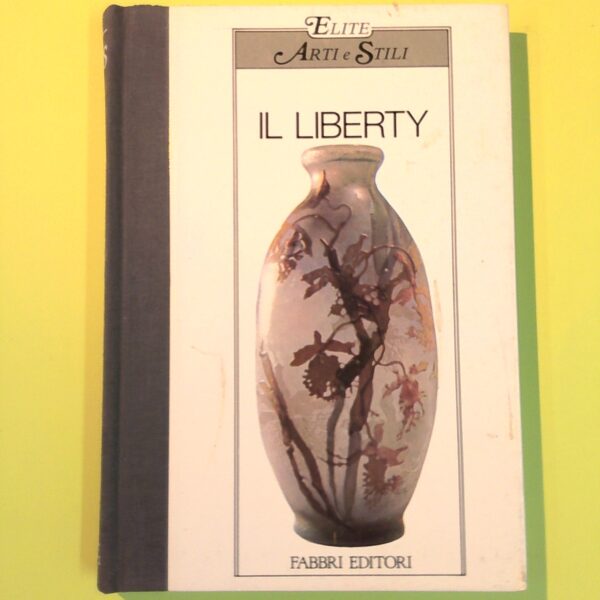 ELITE
ARTI e STILI
IL LIBERTY
FABBRI EDITORI